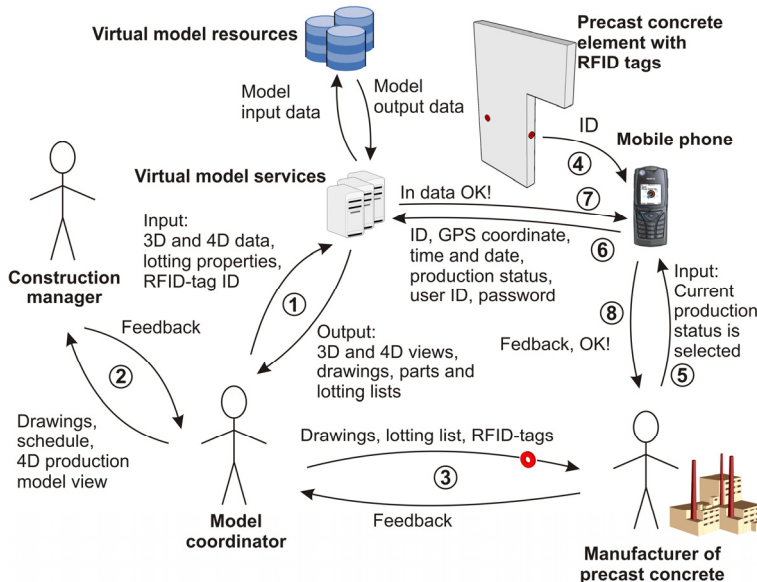 Virtual model resources
Precast concrete
element with
RFID tags
Model
input data
Model
output data
ID
④
Mobile phone
Virtual model services
In data OK!
⑦
Input:
3D and 4D data,
lotting properties,
RFID-tag ID
①
ID, GPS coordinate,
time and date,
production status,
user ID, password
⑥
Construction
manager
Input:
Current
production
status is
selected
⑤
⑧
Fedback, OK!
Feedback
②
Output:
3D and 4D views,
drawings, parts and
lotting lists
Drawings,
schedule,
4D production
model view
Drawings, lotting list, RFID-tags
③
Feedback
Model
coordinator
Manufacturer of
precast concrete